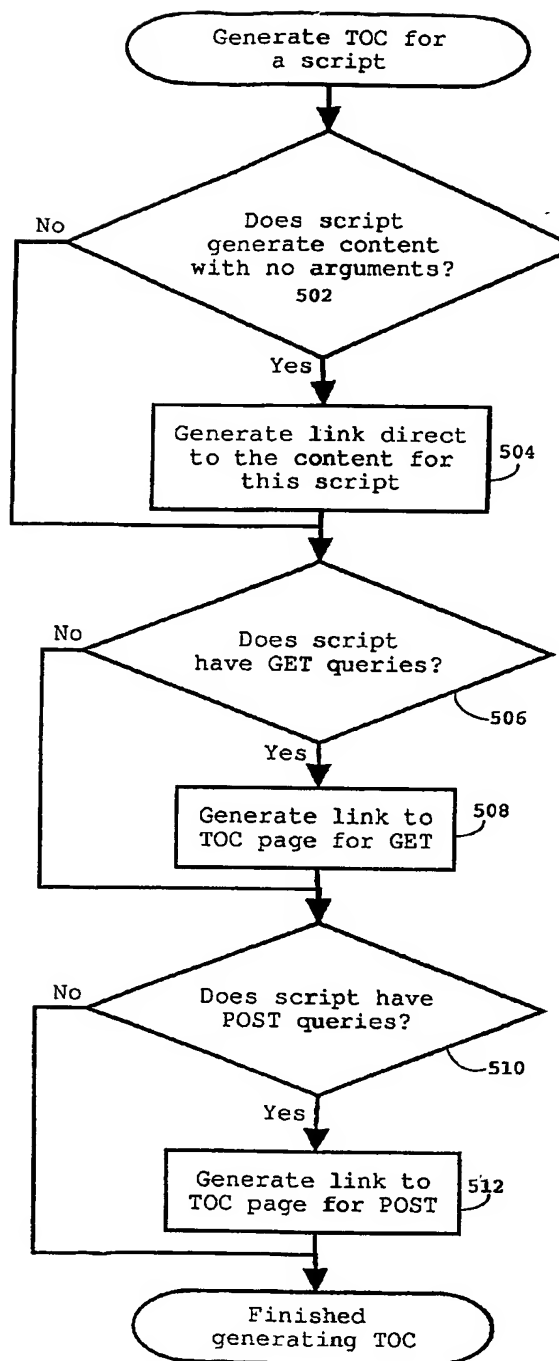 Generate TOC for
a script
No
Does script
generate content
with no arguments?
502
Yes
Generate link direct
to the content for
this script
504
No
Does script
have GET queries?
506
Yes
Generate link to
TOC page for GET
508
No
Does script have
POST queries?
510
Yes
Generate link to
TOC page for POST
512
Finished
generating TOC